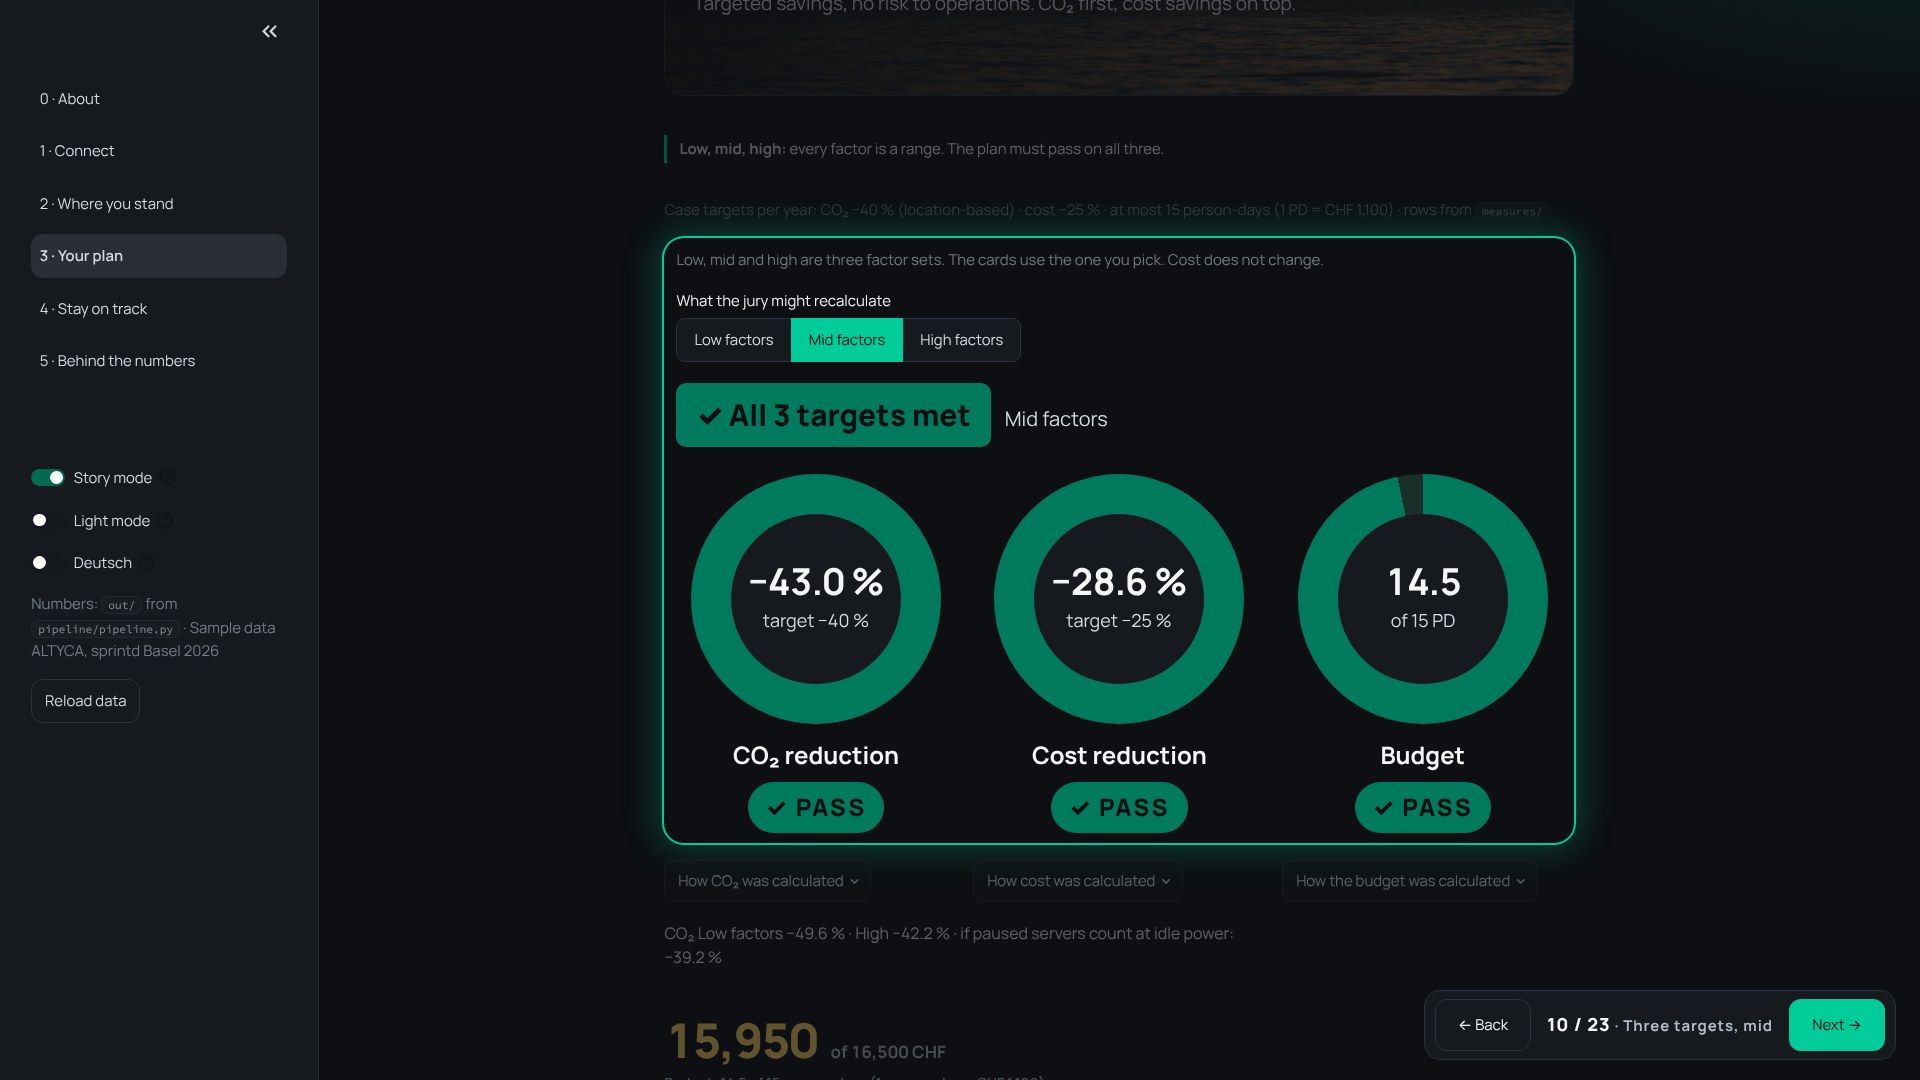 Targeted savings, no risk to operations. CO₂ first, cost savings on top.
0 · About
1 · Connect
2 · Where you stand
3 · Your plan
4 · Stay on track
5 · Behind the numbers
Story mode
Light mode
Deutsch
Numbers: out/ from
pipeline/pipeline.py · Sample data
ALTYCA, sprintd Basel 2026
Reload data
Low, mid, high: every factor is a range. The plan must pass on all three.
Case targets per year: CO₂ −40 % (location-based) · cost −25 % · at most 15 person-days (1 PD = CHF 1,100) · rows from measures/
Low, mid and high are three factor sets. The cards use the one you pick. Cost does not change.
What the jury might recalculate
Low factors Mid factors High factors
✓ All 3 targets met Mid factors
−43.0 % −28.6 % 14.5
target −40 % target −25 % of 15 PD
CO₂ reduction Cost reduction Budget
✓ PASS ✓ PASS ✓ PASS
How CO₂ was calculated How cost was calculated How the budget was calculated
CO₂ Low factors −49.6 % · High −42.2 % · if paused servers count at idle power:
−39.2 %
15,950 of 16,500 CHF
← Back 10 / 23 · Three targets, mid Next →